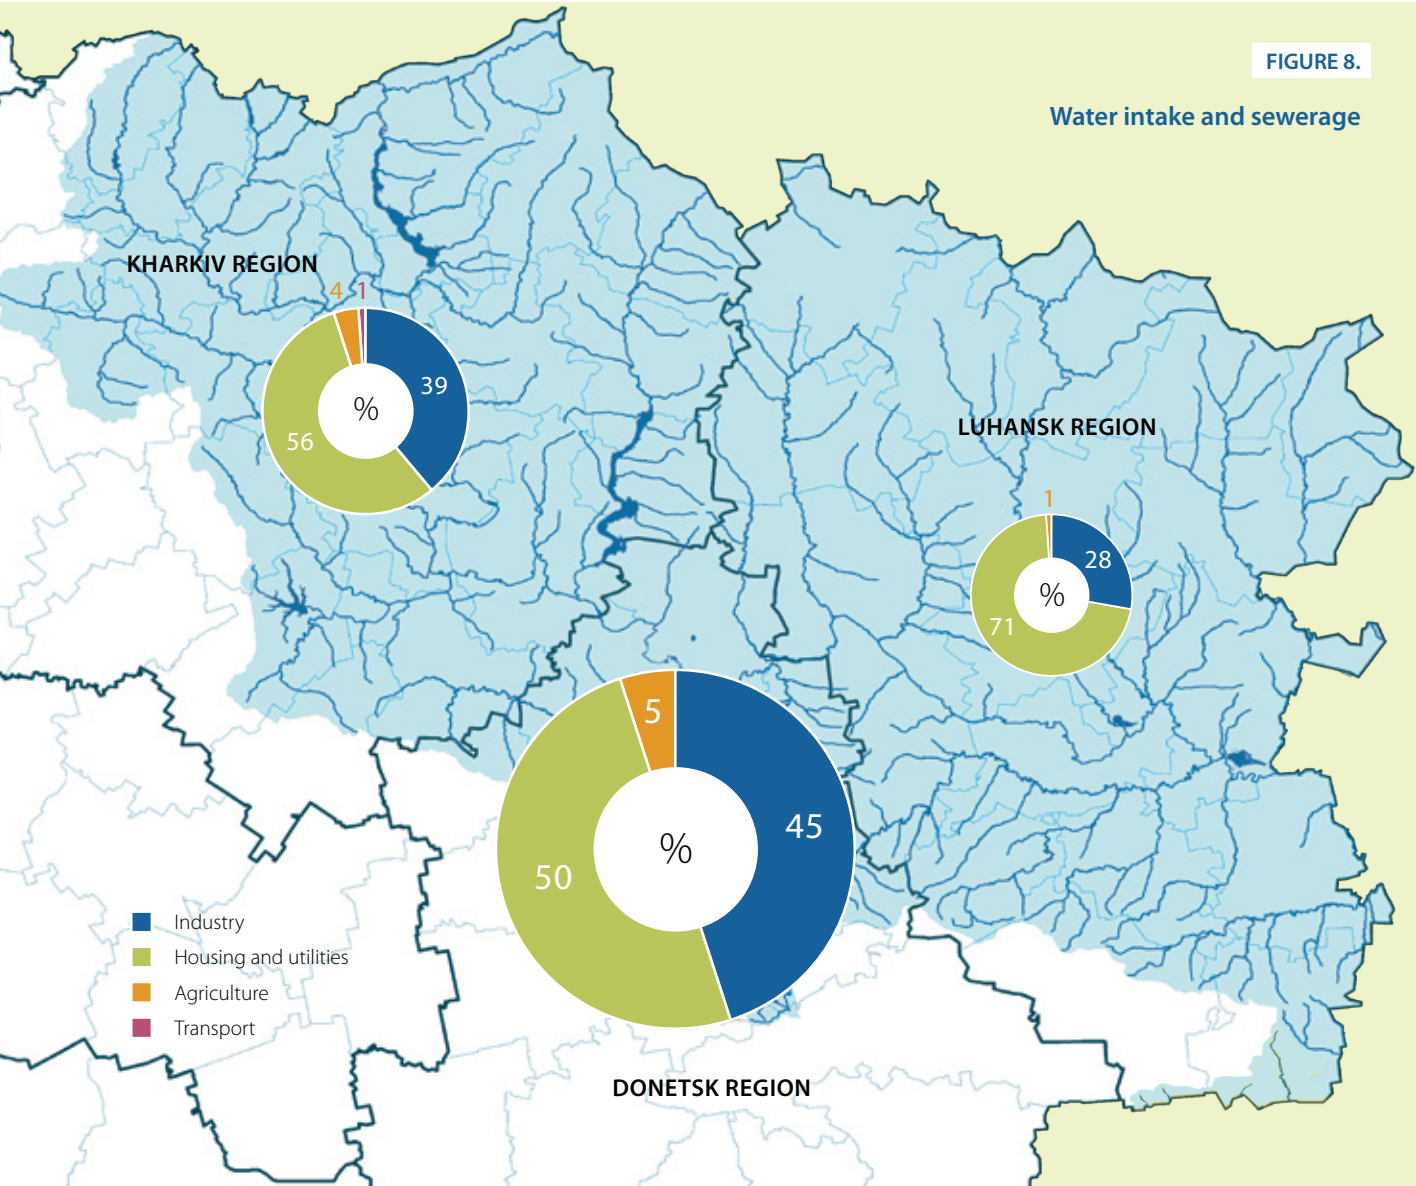 FIGURE 8.
Water intake and sewerage
KHARKIV REGION
4 1
39
%
56
LUHANSK REGION
1
28
%
71
5
45
%
50
Industry
Housing and utilities
Agriculture
Transport
DONETSK REGION